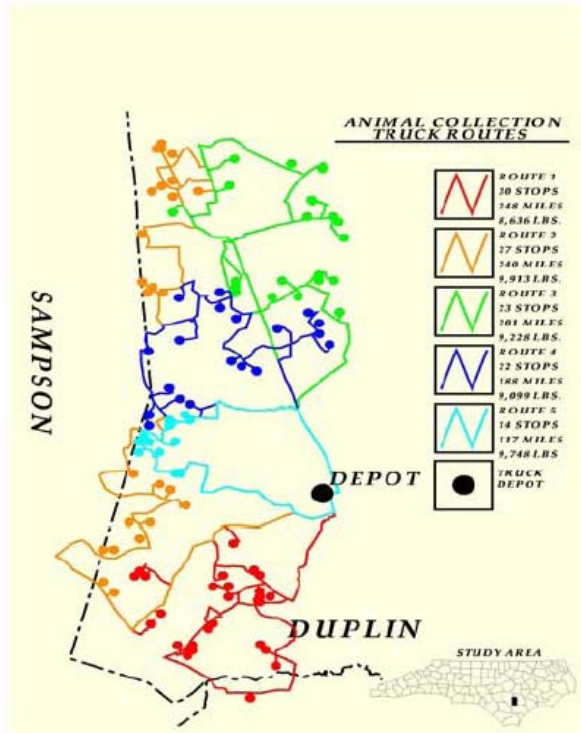 ANIMAL COLLECTION
TRUCK ROUTES
ROUTE 1
STOPS
248 MILES
8,636 LBS.
ROUTE 2
27 STOPS
240 MILES
9,913 LBS.
ROUTE 3
23 STOPS
201 MILES
9,228 LBS.
ROUTE 4
22 STOPS
188 MILES
9,099 LBS.
ROUTE 5
14 STOPS
117 MILES
9,748 LBS
TRUCK
DEPOT
SAMPSON
DEPOT
DUPLIN
STUDY AREA